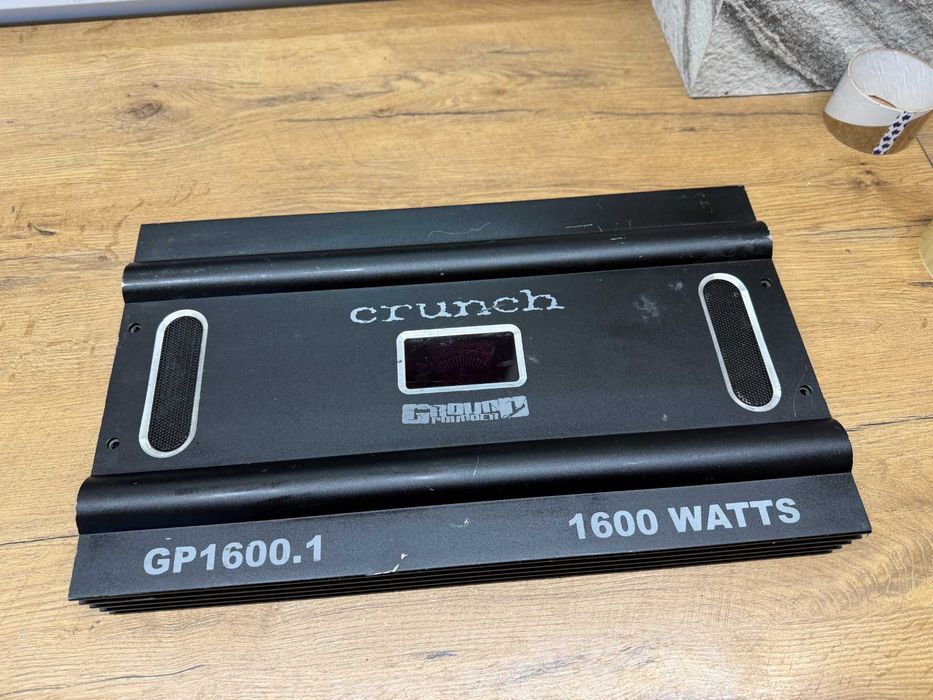 crunch
GROUND
POUNDER
GP1600.1
1600 WATTS